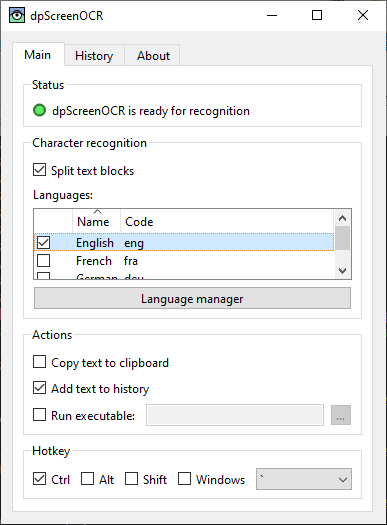 dpScreenOCR
Main History About
Status
dpScreenOCR is ready for recognition
Character recognition
Split text blocks
Languages:
Name Code
English eng
French fra
German deu
Language manager
Actions
Copy text to clipboard
Add text to history
Run executable: ...
Hotkey
Ctrl Alt Shift Windows `